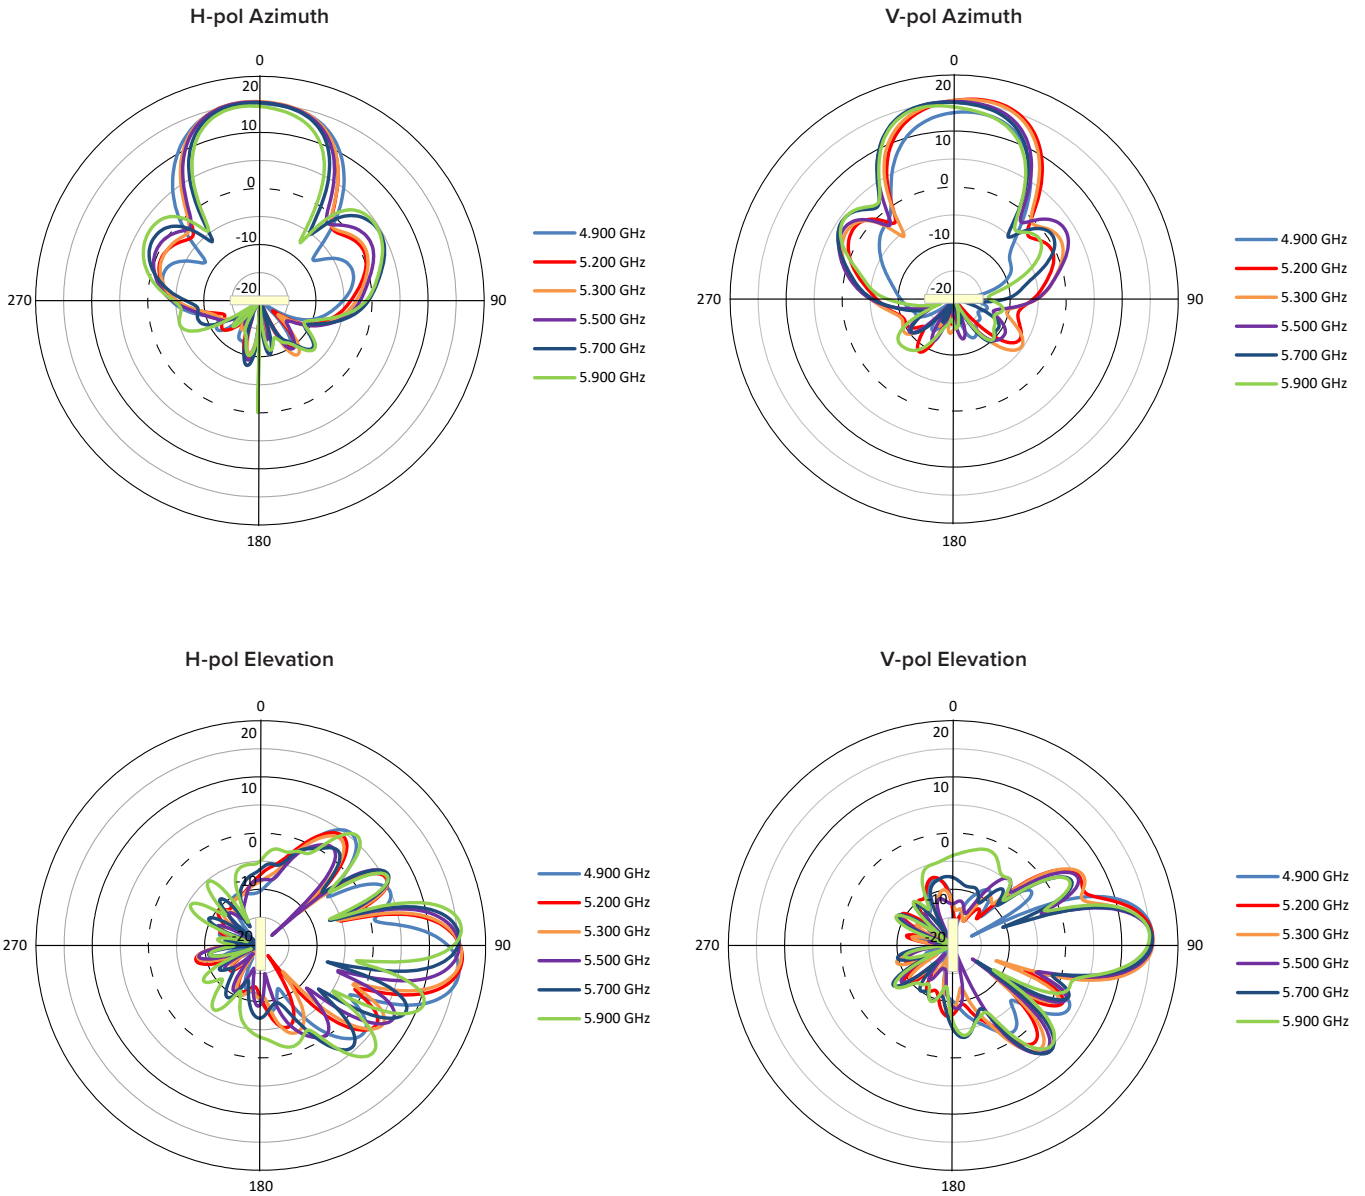 H-pol Azimuth
0
20
10
0
-10
-20
270
90
180
4.900 GHz
5.200 GHz
5.300 GHz
5.500 GHz
5.700 GHz
5.900 GHz
V-pol Azimuth
0
20
10
0
-10
-20
270
90
180
4.900 GHz
5.200 GHz
5.300 GHz
5.500 GHz
5.700 GHz
5.900 GHz
H-pol Elevation
0
20
10
0
-10
-20
270
90
180
4.900 GHz
5.200 GHz
5.300 GHz
5.500 GHz
5.700 GHz
5.900 GHz
V-pol Elevation
0
20
10
0
-10
-20
270
90
180
4.900 GHz
5.200 GHz
5.300 GHz
5.500 GHz
5.700 GHz
5.900 GHz